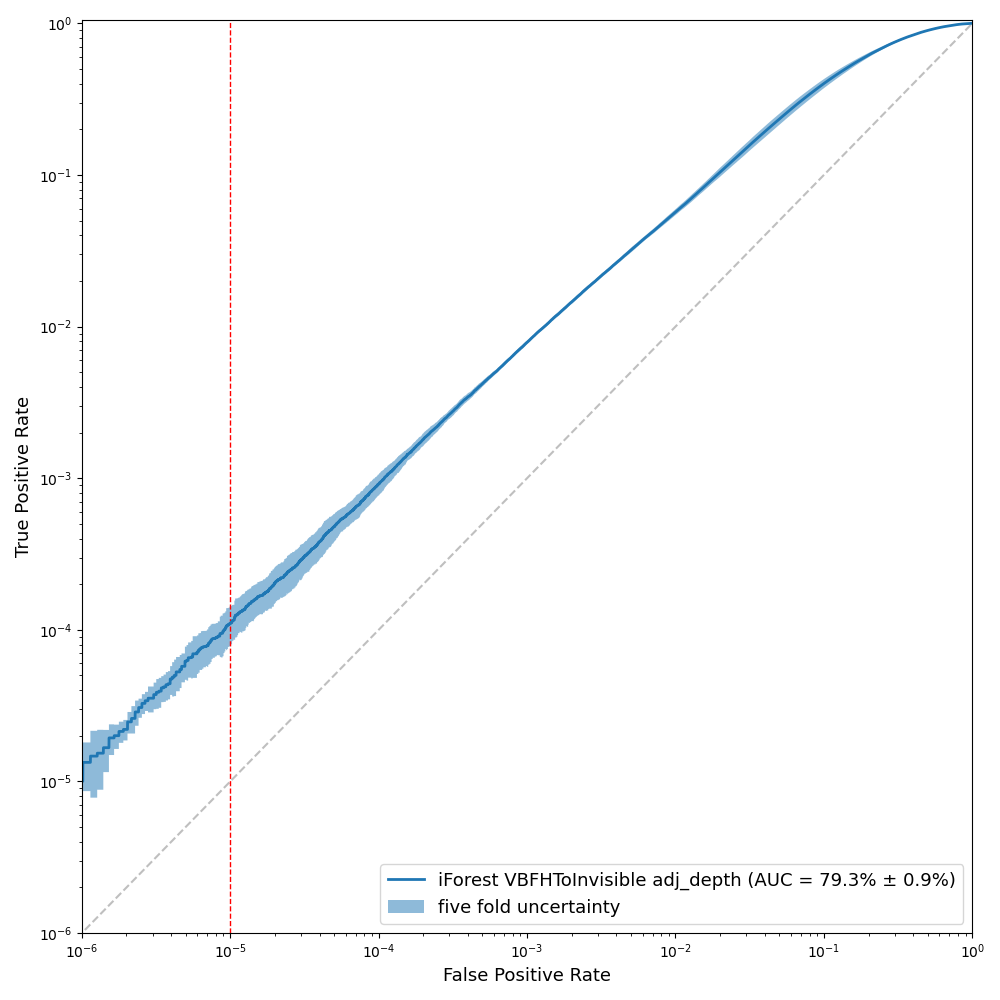 10⁰
10⁻¹
10⁻²
10⁻³
10⁻⁴
10⁻⁵
10⁻⁶
True Positive Rate
iForest VBFHToInvisible adj_depth (AUC = 79.3% ± 0.9%)
five fold uncertainty
10⁻⁶ 10⁻⁵ 10⁻⁴ 10⁻³ 10⁻² 10⁻¹ 10⁰
False Positive Rate